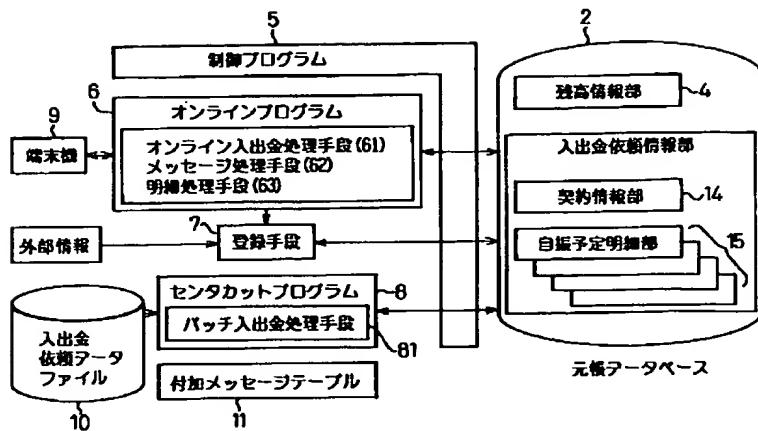 5
制御プログラム
2
残高情報部
4
6
オンラインプログラム
9
端末機
オンライン入出金処理手段(61)
メッセージ処理手段(62)
明細処理手段(63)
入出金依頼情報部
契約情報部
14
7
登録手段
外部情報
自振予定明細部
15
センタカットプログラム
8
バッチ入出金処理手段
81
入出金
依頼データ
ファイル
10
付加メッセージテーブル
11
元帳データベース